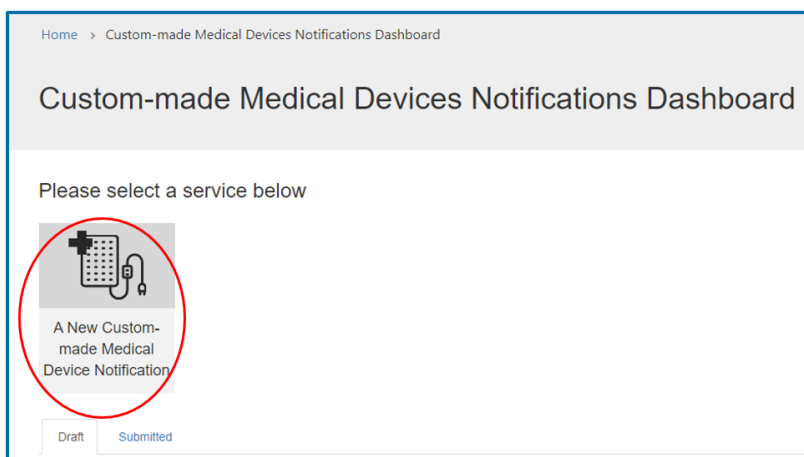 Home > Custom-made Medical Devices Notifications Dashboard
Custom-made Medical Devices Notifications Dashboard
Please select a service below
A New Custom-
made Medical
Device Notification
Draft Submitted